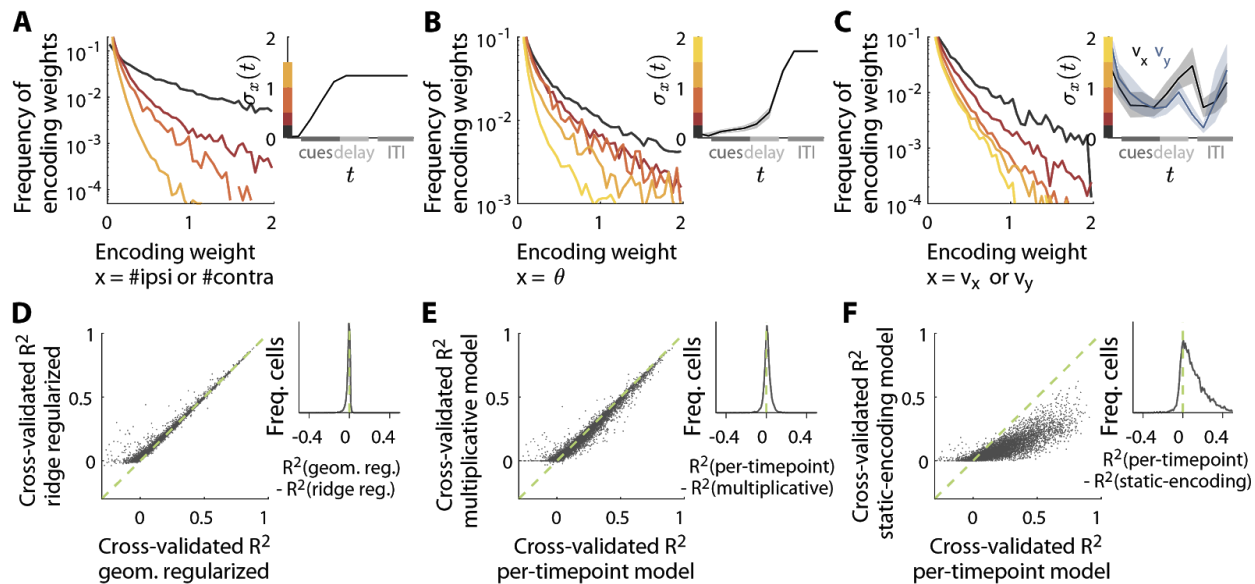 A
Frequency of
encoding weights
10^-1
10^-2
10^-3
10^-4
0
1
2
Encoding weight
x = #ipsi or #contra
σ_x(t)
2
1
0
cues delay ITI
t
B
Frequency of
encoding weights
10^-1
10^-2
10^-3
0
1
2
Encoding weight
x = θ
σ_x(t)
2
1
0
cues delay ITI
t
C
Frequency of
encoding weights
10^-1
10^-2
10^-3
10^-4
0
1
2
Encoding weight
x = v_x or v_y
σ_x(t)
2
1
0
v_x v_y
cues delay ITI
t
D
Cross-validated R²
ridge regularized
1
0.5
0
0
0.5
1
Cross-validated R²
geom. regularized
Freq. cells
-0.4
0
0.4
R²(geom. reg.)
- R²(ridge reg.)
E
Cross-validated R²
multiplicative model
1
0.5
0
0
0.5
1
Cross-validated R²
per-timepoint model
Freq. cells
-0.4
0
0.4
R²(per-timepoint)
- R²(multiplicative)
F
Cross-validated R²
static-encoding model
1
0.5
0
0
0.5
1
Cross-validated R²
per-timepoint model
Freq. cells
-0.4
0
0.4
R²(per-timepoint)
- R²(static-encoding)